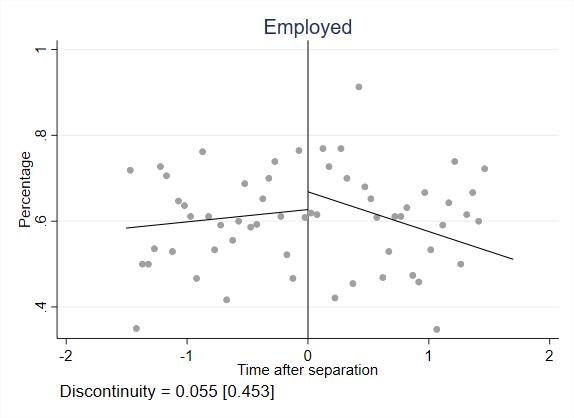 Employed
Percentage
1
.8
.6
.4
-2 -1 0 1 2
Time after separation
Discontinuity = 0.055 [0.453]